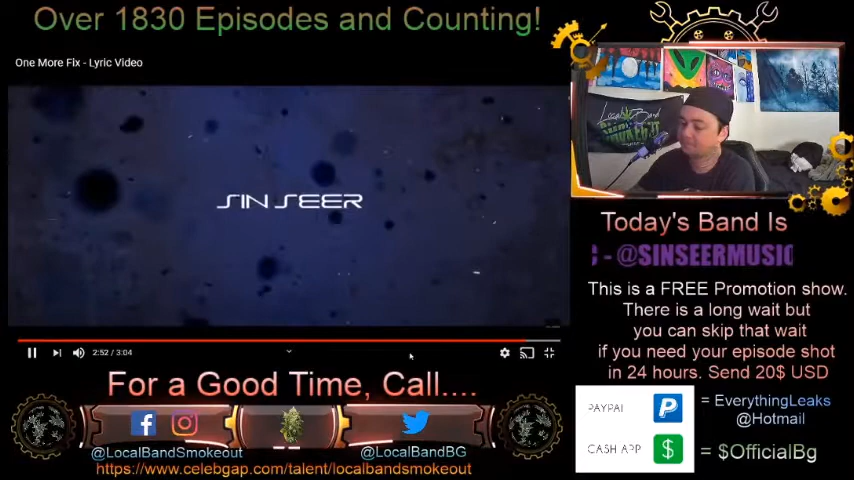 Over 1830 Episodes and Counting!
One More Fix - Lyric Video
SIN SEER
2:52 / 3:04
Today's Band Is
- @SINSEERMUSIC
This is a FREE Promotion show.
There is a long wait but
you can skip that wait
if you need your episode shot
in 24 hours. Send 20$ USD
PAYPAL
= EverythingLeaks
@Hotmail
CASH APP
= $OfficialBg
For a Good Time, Call....
@LocalBandSmokeout
@LocalBandBG
https://www.celebgap.com/talent/localbandsmokeout